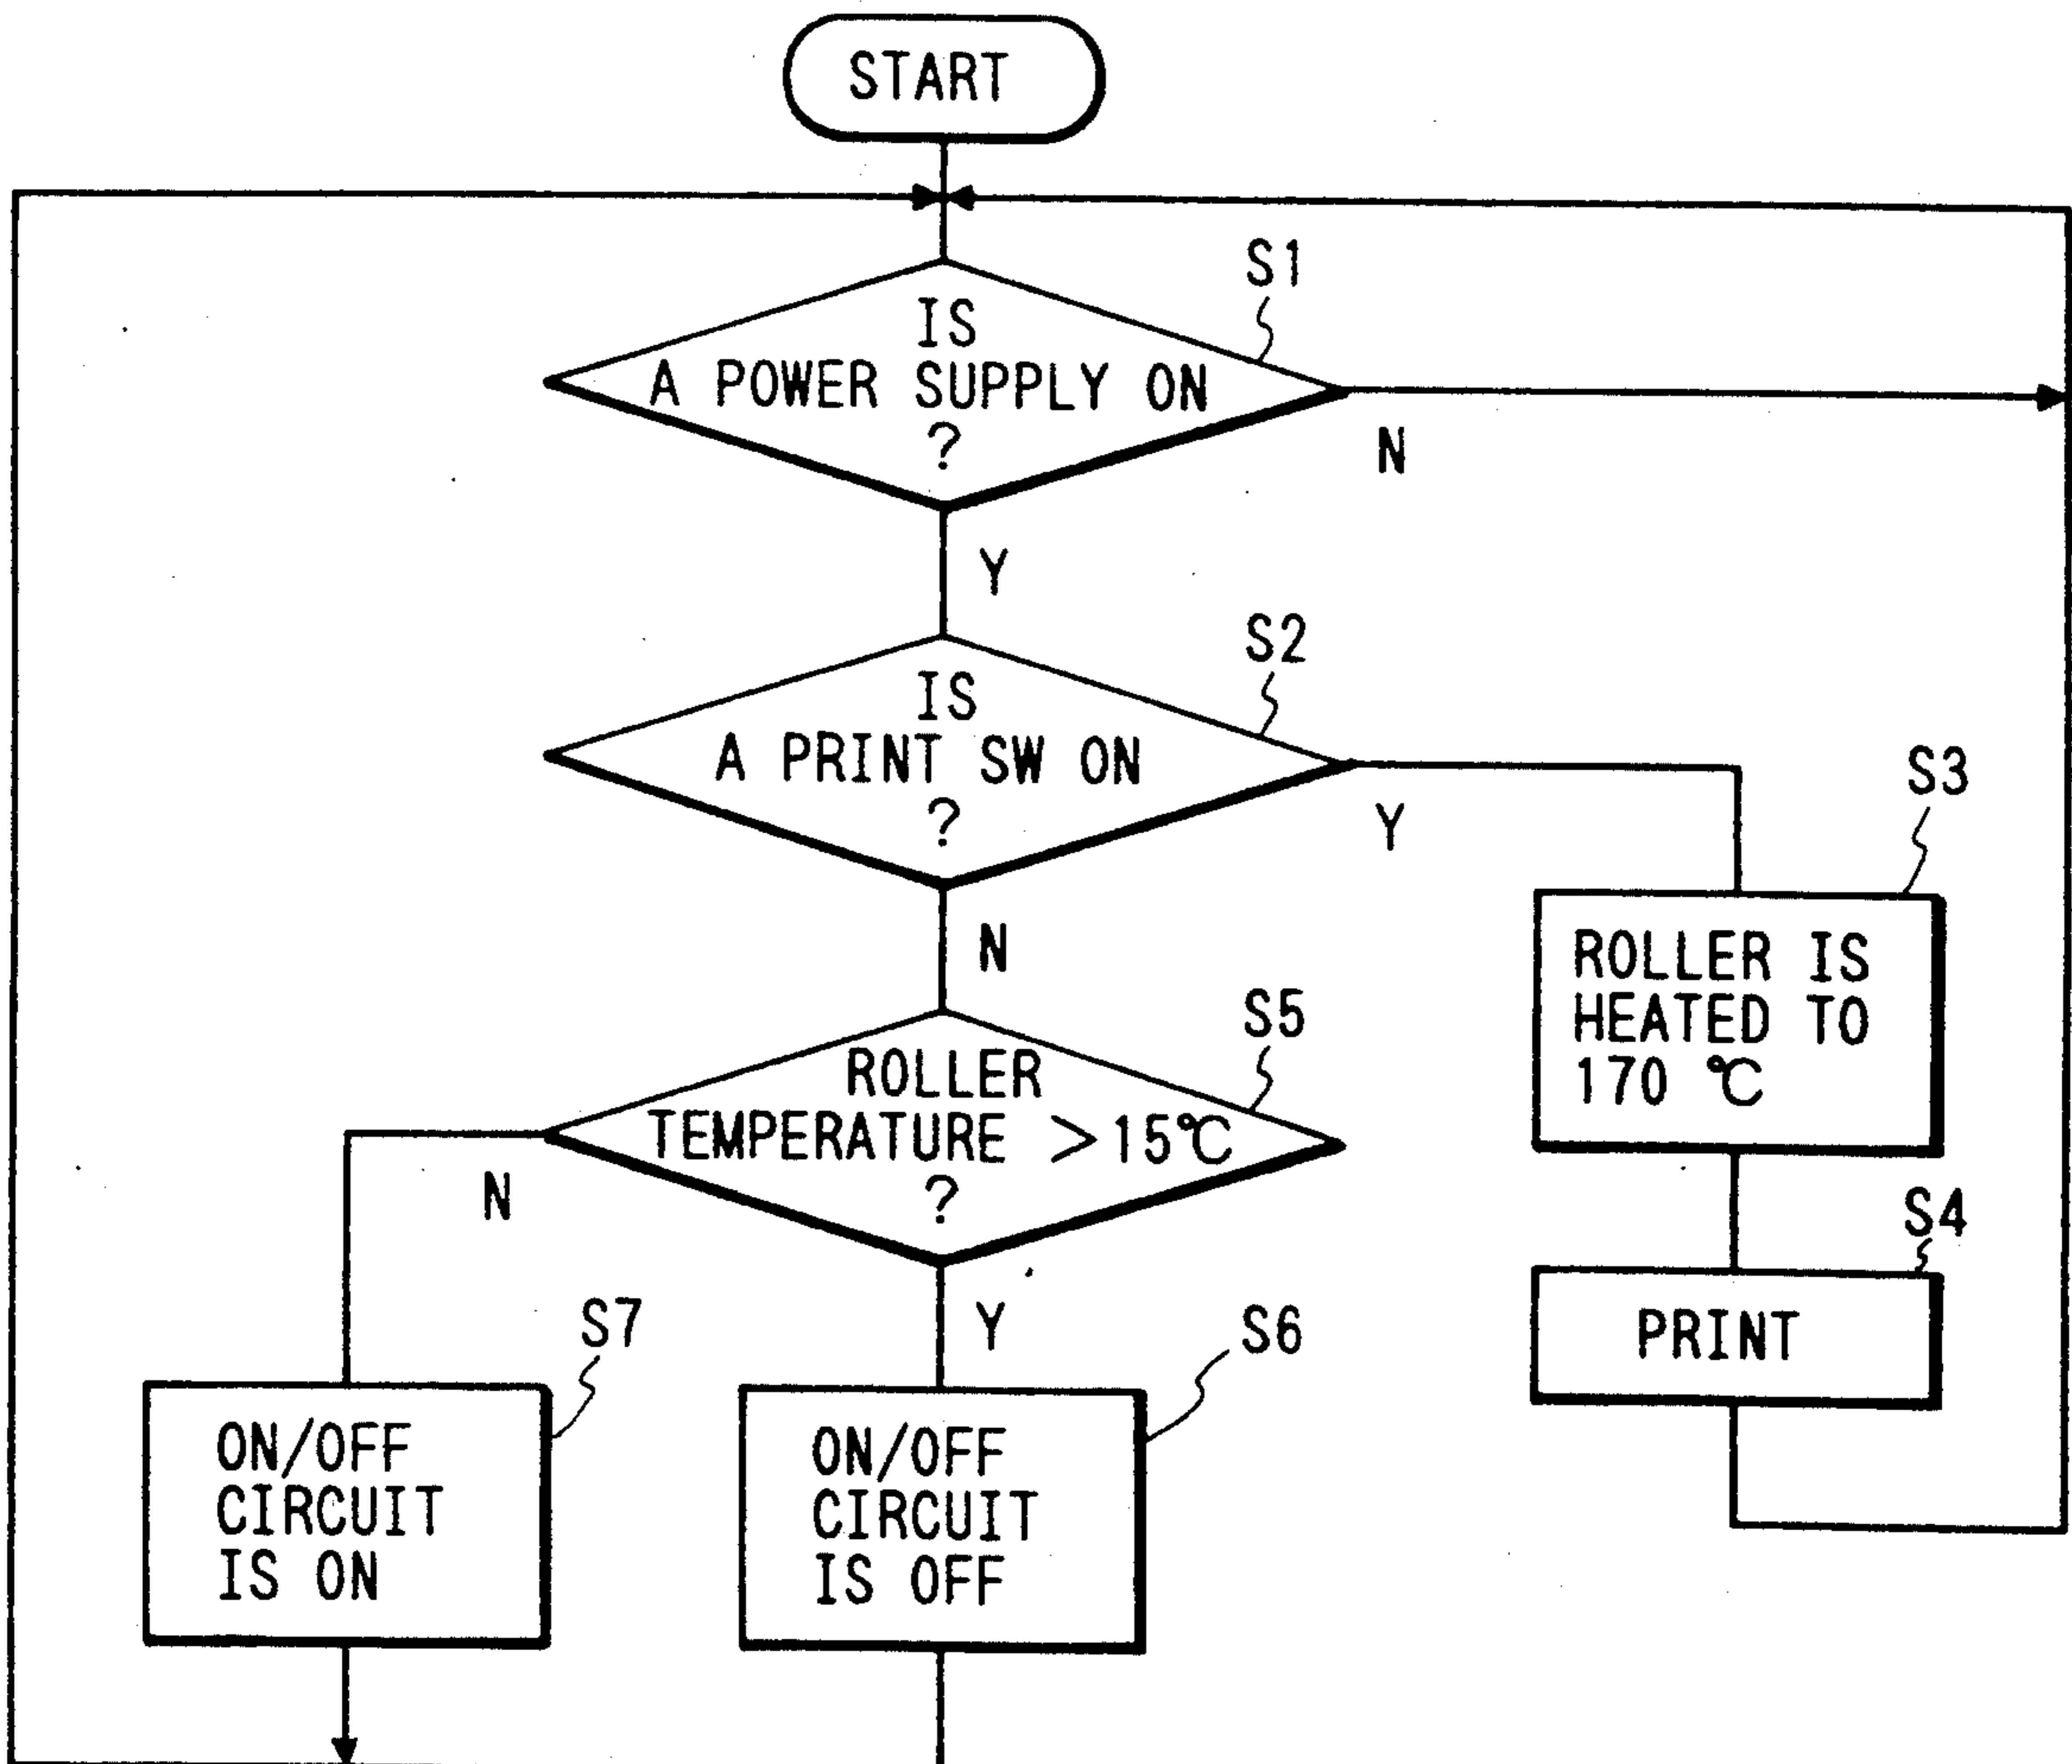 START
S1
IS
A POWER SUPPLY ON
?
N
Y
S2
IS
A PRINT SW ON
?
Y
N
S3
ROLLER IS
HEATED TO
170 ℃
S5
ROLLER
TEMPERATURE >15℃
?
N
Y
S4
PRINT
S7
ON/OFF
CIRCUIT
IS ON
S6
ON/OFF
CIRCUIT
IS OFF